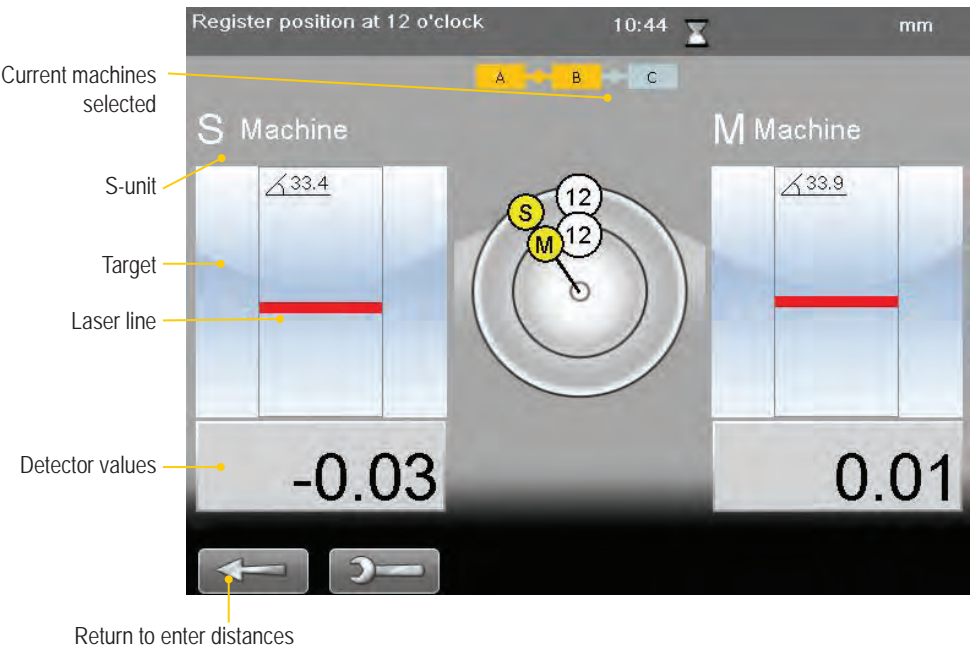 Register position at 12 o'clock 10:44 mm
Current machines
selected
A B C
S Machine M Machine
S-unit
33.4 33.9
12
S
12
M
Target
Laser line
Detector values
-0.03 0.01
Return to enter distances